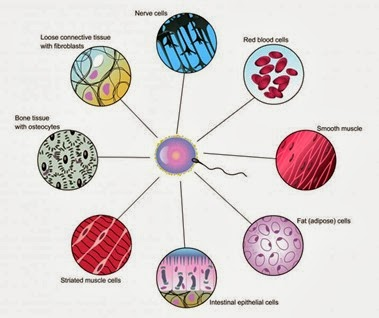 Nerve cells
Loose connective tissue
with fibroblasts
Red blood cells
Bone tissue
with osteocytes
Smooth muscle
Striated muscle cells
Fat (adipose) cells
Intestinal epithelial cells